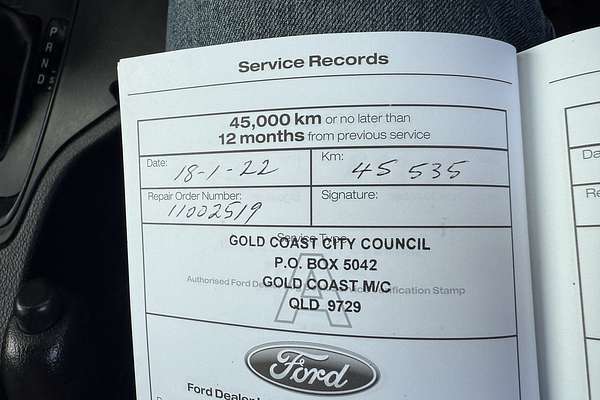 P
R
N
D
Service Records
45,000 km or no later than
12 months from previous service
Date: 18-1-22 Km: 45 535
Repair Order Number: 11002519 Signature:
Service Type
A
GOLD COAST CITY COUNCIL
P.O. BOX 5042
Authorised Ford
GOLD COAST M/C
Certification Stamp
QLD 9729
Ford
Ford Dealer
Da
Re